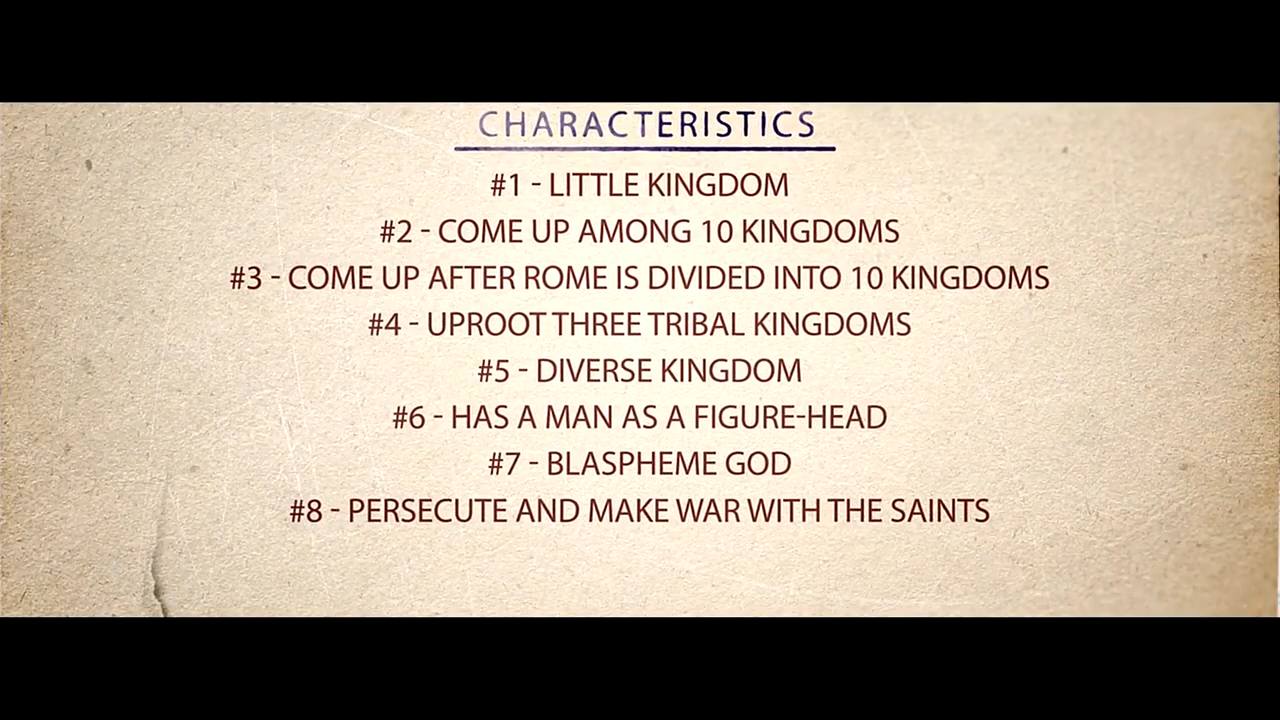 CHARACTERISTICS
#1 - LITTLE KINGDOM
#2 - COME UP AMONG 10 KINGDOMS
#3 - COME UP AFTER ROME IS DIVIDED INTO 10 KINGDOMS
#4 - UPROOT THREE TRIBAL KINGDOMS
#5 - DIVERSE KINGDOM
#6 - HAS A MAN AS A FIGURE-HEAD
#7 - BLASPHEME GOD
#8 - PERSECUTE AND MAKE WAR WITH THE SAINTS